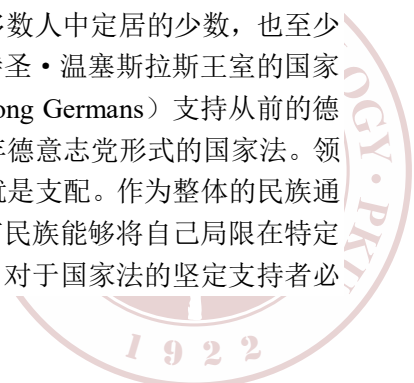 多数人中定居的少数，也至少
圣·温塞斯拉斯王室的国家
ong Germans）支持从前的德
年德意志党形式的国家法。领
就是支配。作为整体的民族通
民族能够将自己局限在特定
对于国家法的坚定支持者必
OGY · PK
1922